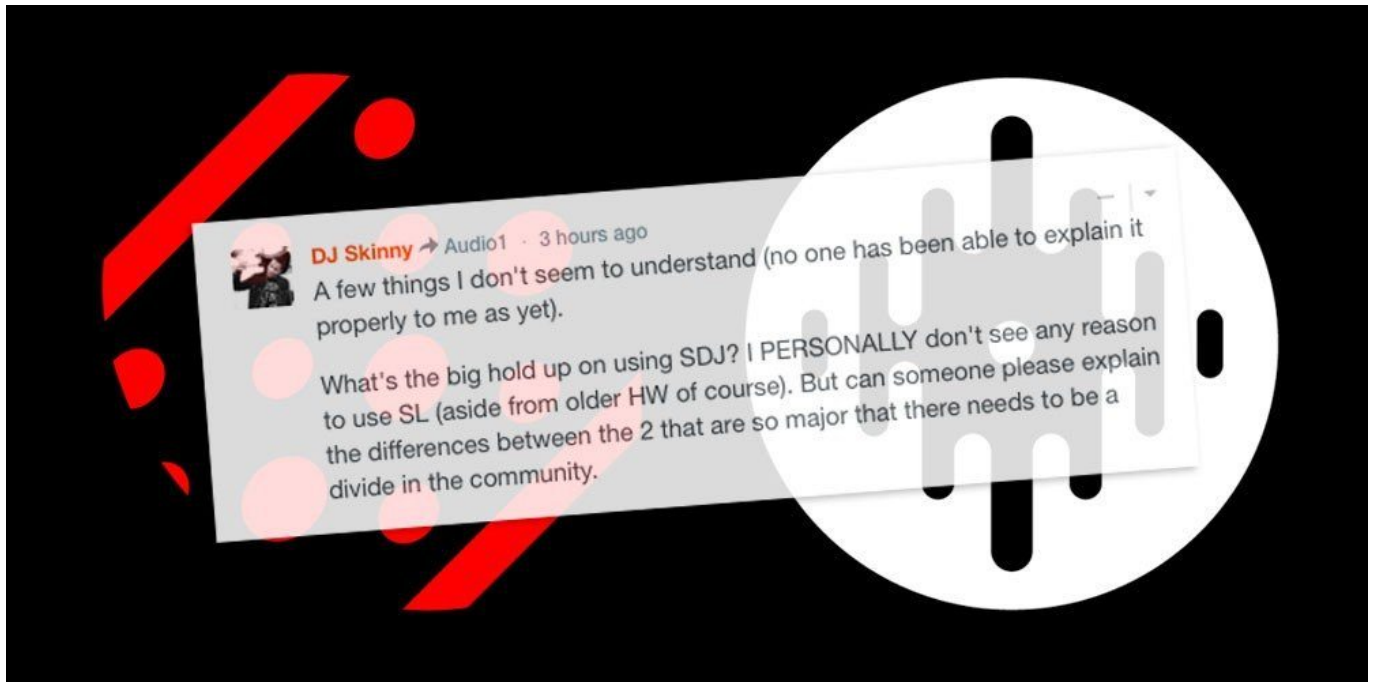 DJ Skinny Audio1 · 3 hours ago
A few things I don't seem to understand (no one has been able to explain it
properly to me as yet).
What's the big hold up on using SDJ? I PERSONALLY don't see any reason
to use SL (aside from older HW of course). But can someone please explain
the differences between the 2 that are so major that there needs to be a
divide in the community.